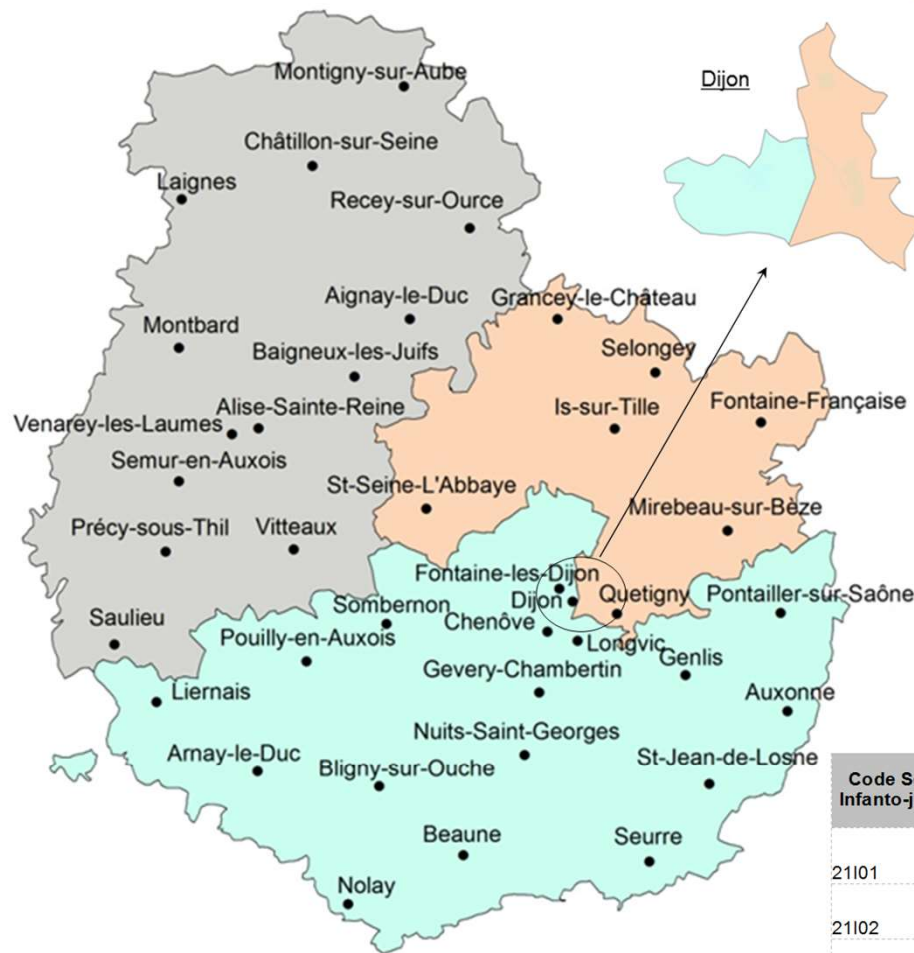 Montigny-sur-Aube
Dijon
Châtillon-sur-Seine
Laignes
Recey-sur-Ource
Aignay-le-Duc
Grancey-le-Château
Montbard
Selongey
Baigneux-les-Juifs
Alise-Sainte-Reine
Is-sur-Tille
Fontaine-Française
Venarey-les-Laumes
Semur-en-Auxois
St-Seine-L'Abbaye
Mirebeau-sur-Bèze
Précy-sous-Thil
Vitteaux
Fontaine-les-Dijon
Dijon
Quetigny
Pontailler-sur-Saône
Sombernon
Saulieu
Chenôve
Pouilly-en-Auxois
Longvic
Genlis
Gevery-Chambertin
Liernais
Auxonne
Nuits-Saint-Georges
Arnay-le-Duc
Bligny-sur-Ouche
St-Jean-de-Losne
Code S
Infanto-j
Beaune
Seurre
21I01
Nolay
21I02